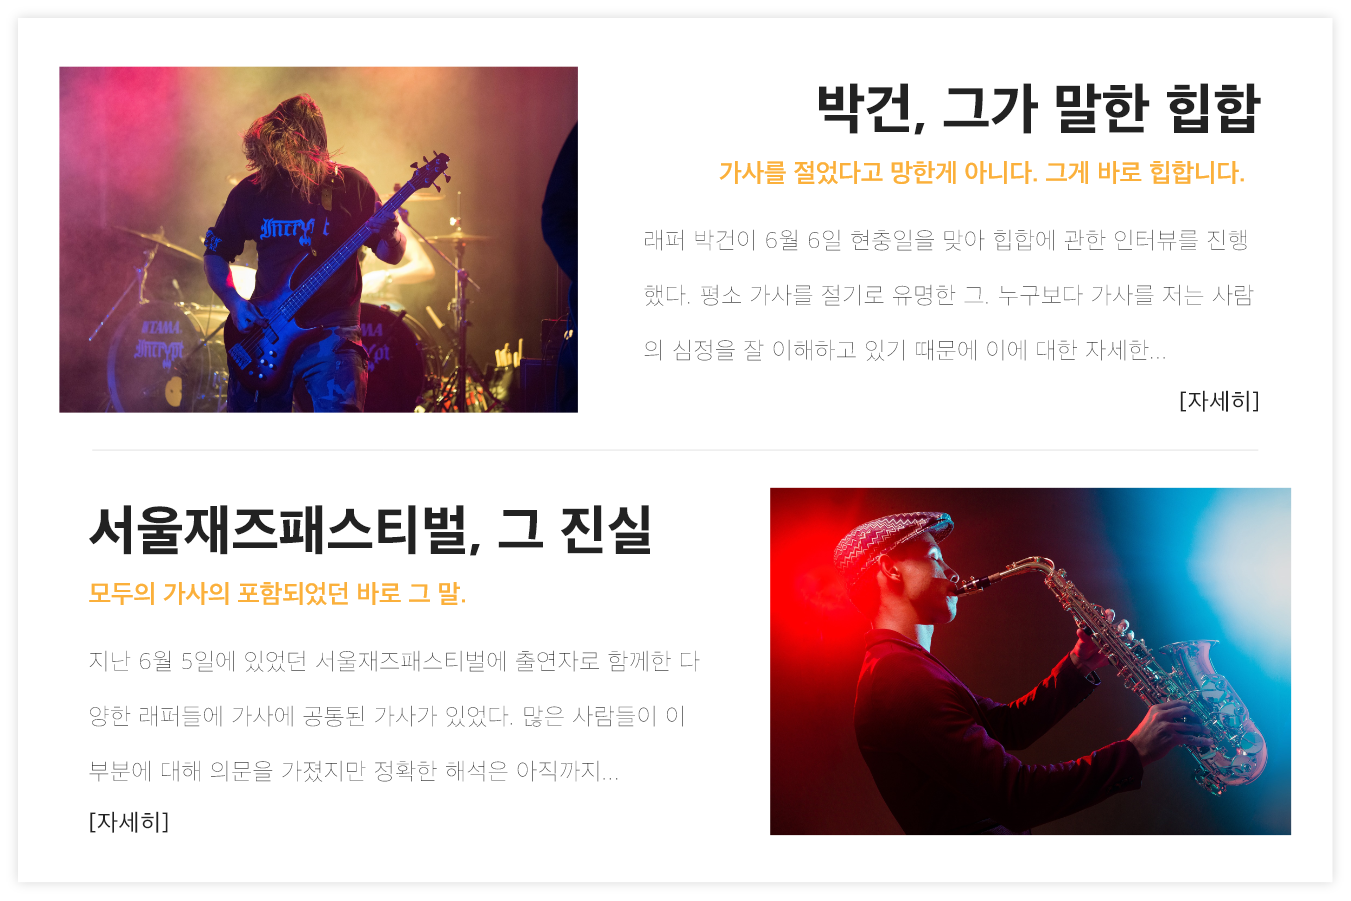 Incrypt
TAMA
Incrypt
박건, 그가 말한 힙합
가사를 절었다고 망한게 아니다. 그게 바로 힙합니다.
래퍼 박건이 6월 6일 현충일을 맞아 힙합에 관한 인터뷰를 진행
했다. 평소 가사를 절기로 유명한 그. 누구보다 가사를 저는 사람
의 심정을 잘 이해하고 있기 때문에 이에 대한 자세한...
[자세히]
서울재즈패스티벌, 그 진실
모두의 가사의 포함되었던 바로 그 말.
지난 6월 5일에 있었던 서울재즈패스티벌에 출연자로 함께한 다
양한 래퍼들에 가사에 공통된 가사가 있었다. 많은 사람들이 이
부분에 대해 의문을 가졌지만 정확한 해석은 아직까지...
[자세히]